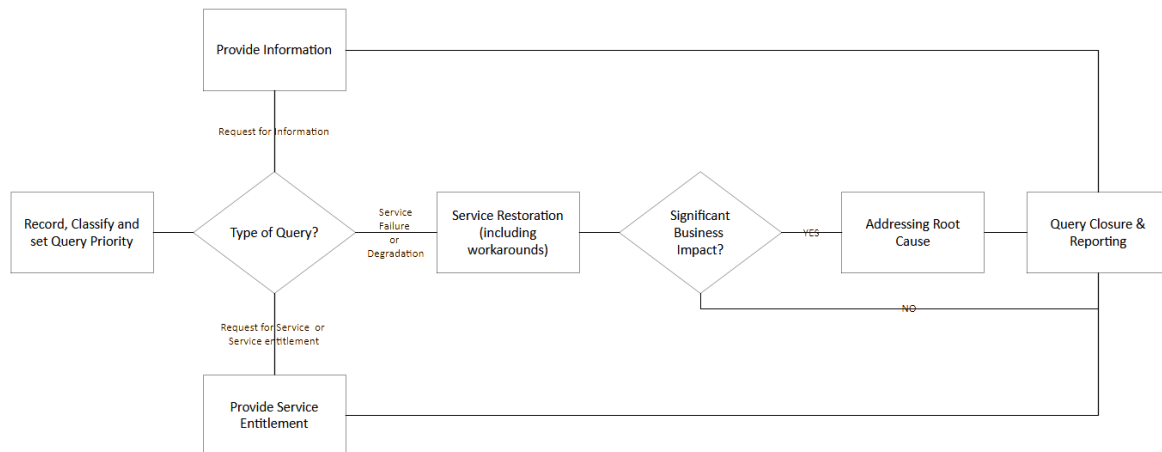 Provide Information
Request for Information
Record, Classify and
set Query Priority
Type of Query?
Service
Failure
or
Degradation
Service Restoration
(including
workarounds)
Significant
Business
Impact?
YES
Addressing Root
Cause
Query Closure &
Reporting
NO
Request for Service or
Service entitlement
Provide Service
Entitlement